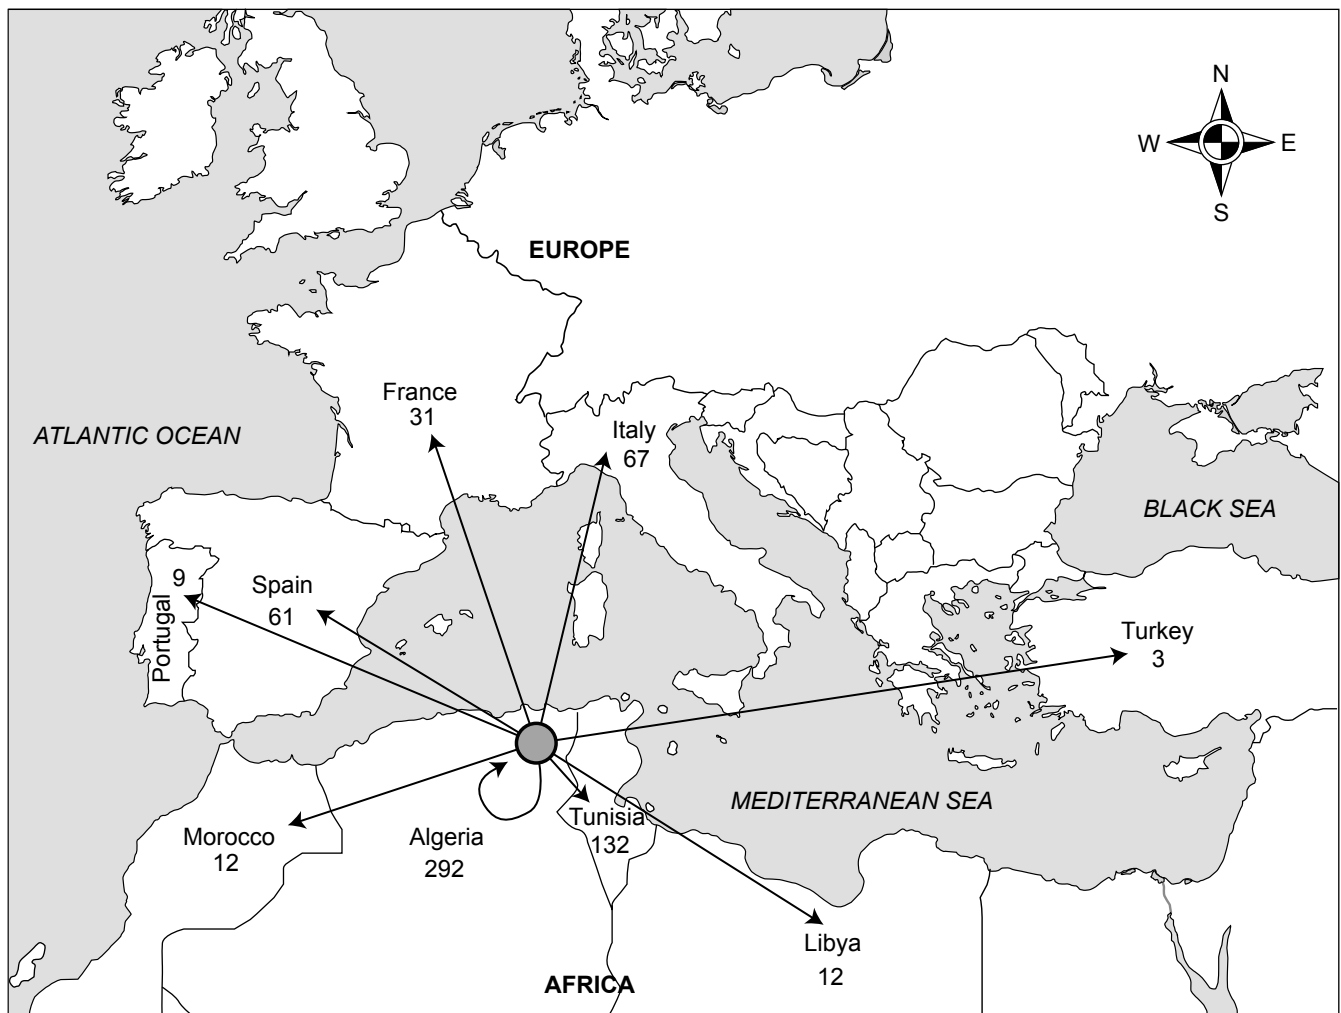 N
W
E
S
EUROPE
France
31
Italy
67
ATLANTIC OCEAN
BLACK SEA
9
Portugal
Spain
61
Turkey
3
MEDITERRANEAN SEA
Morocco
12
Algeria
292
Tunisia
132
Libya
12
AFRICA